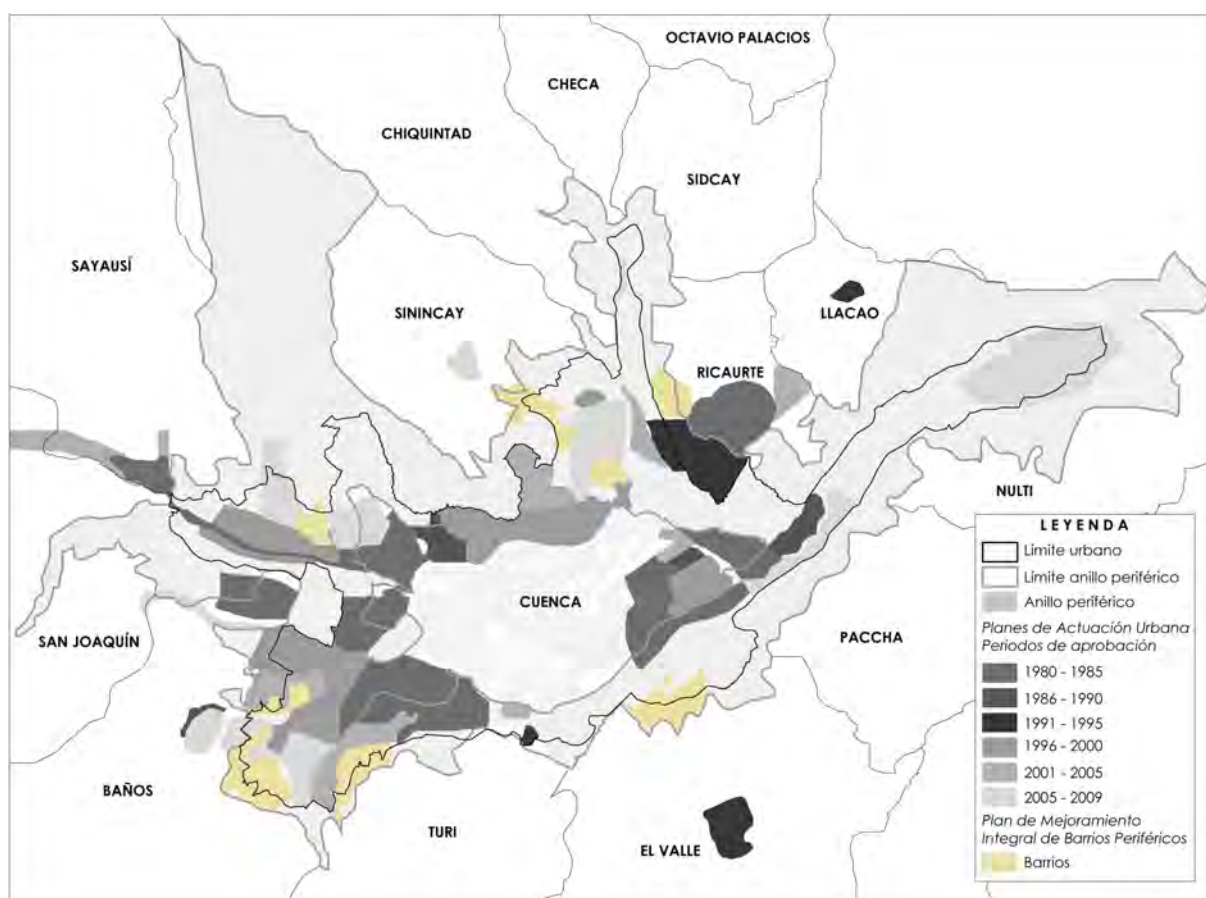 OCTAVIO PALACIOS
CHECA
CHIQUINTAD
SIDCAY
SAYAUSÍ
SININCAY
LLACAO
RICAURTE
NULTI
CUENCA
SAN JOAQUÍN
PACCHA
BAÑOS
TURI
EL VALLE
LEYENDA
Límite urbano
Límite anillo periférico
Anillo periférico
Planes de Actuación Urbana
Periodos de aprobación
1980 - 1985
1986 - 1990
1991 - 1995
1996 - 2000
2001 - 2005
2005 - 2009
Plan de Mejoramiento
Integral de Barrios Periféricos
Barrios